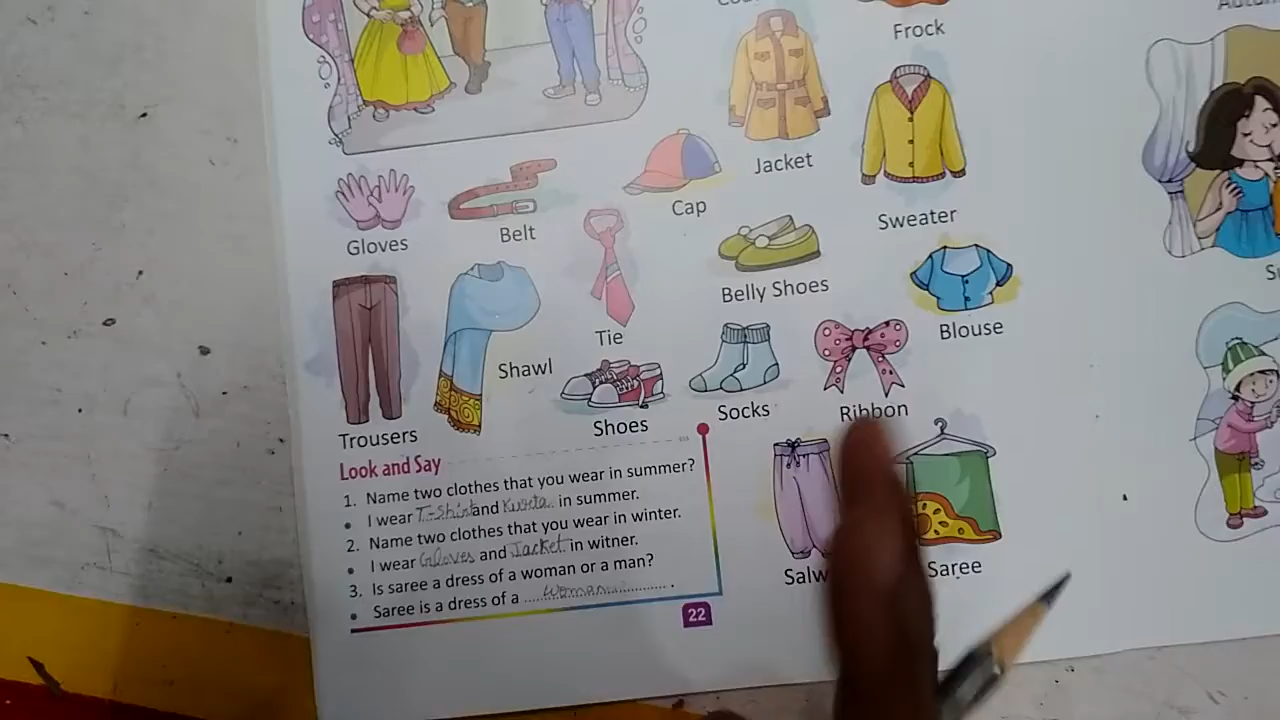 Frock
Jacket
Cap
Sweater
Gloves
Belt
Belly Shoes
Tie
Blouse
Shawl
Socks
Ribbon
Shoes
Trousers
Look and Say
1. Name two clothes that you wear in summer?
• I wear T-Shirt and Kurta in summer.
2. Name two clothes that you wear in winter.
• I wear Gloves and Jacket in witner.
3. Is saree a dress of a woman or a man?
• Saree is a dress of a ....woman.... .
Saree
22